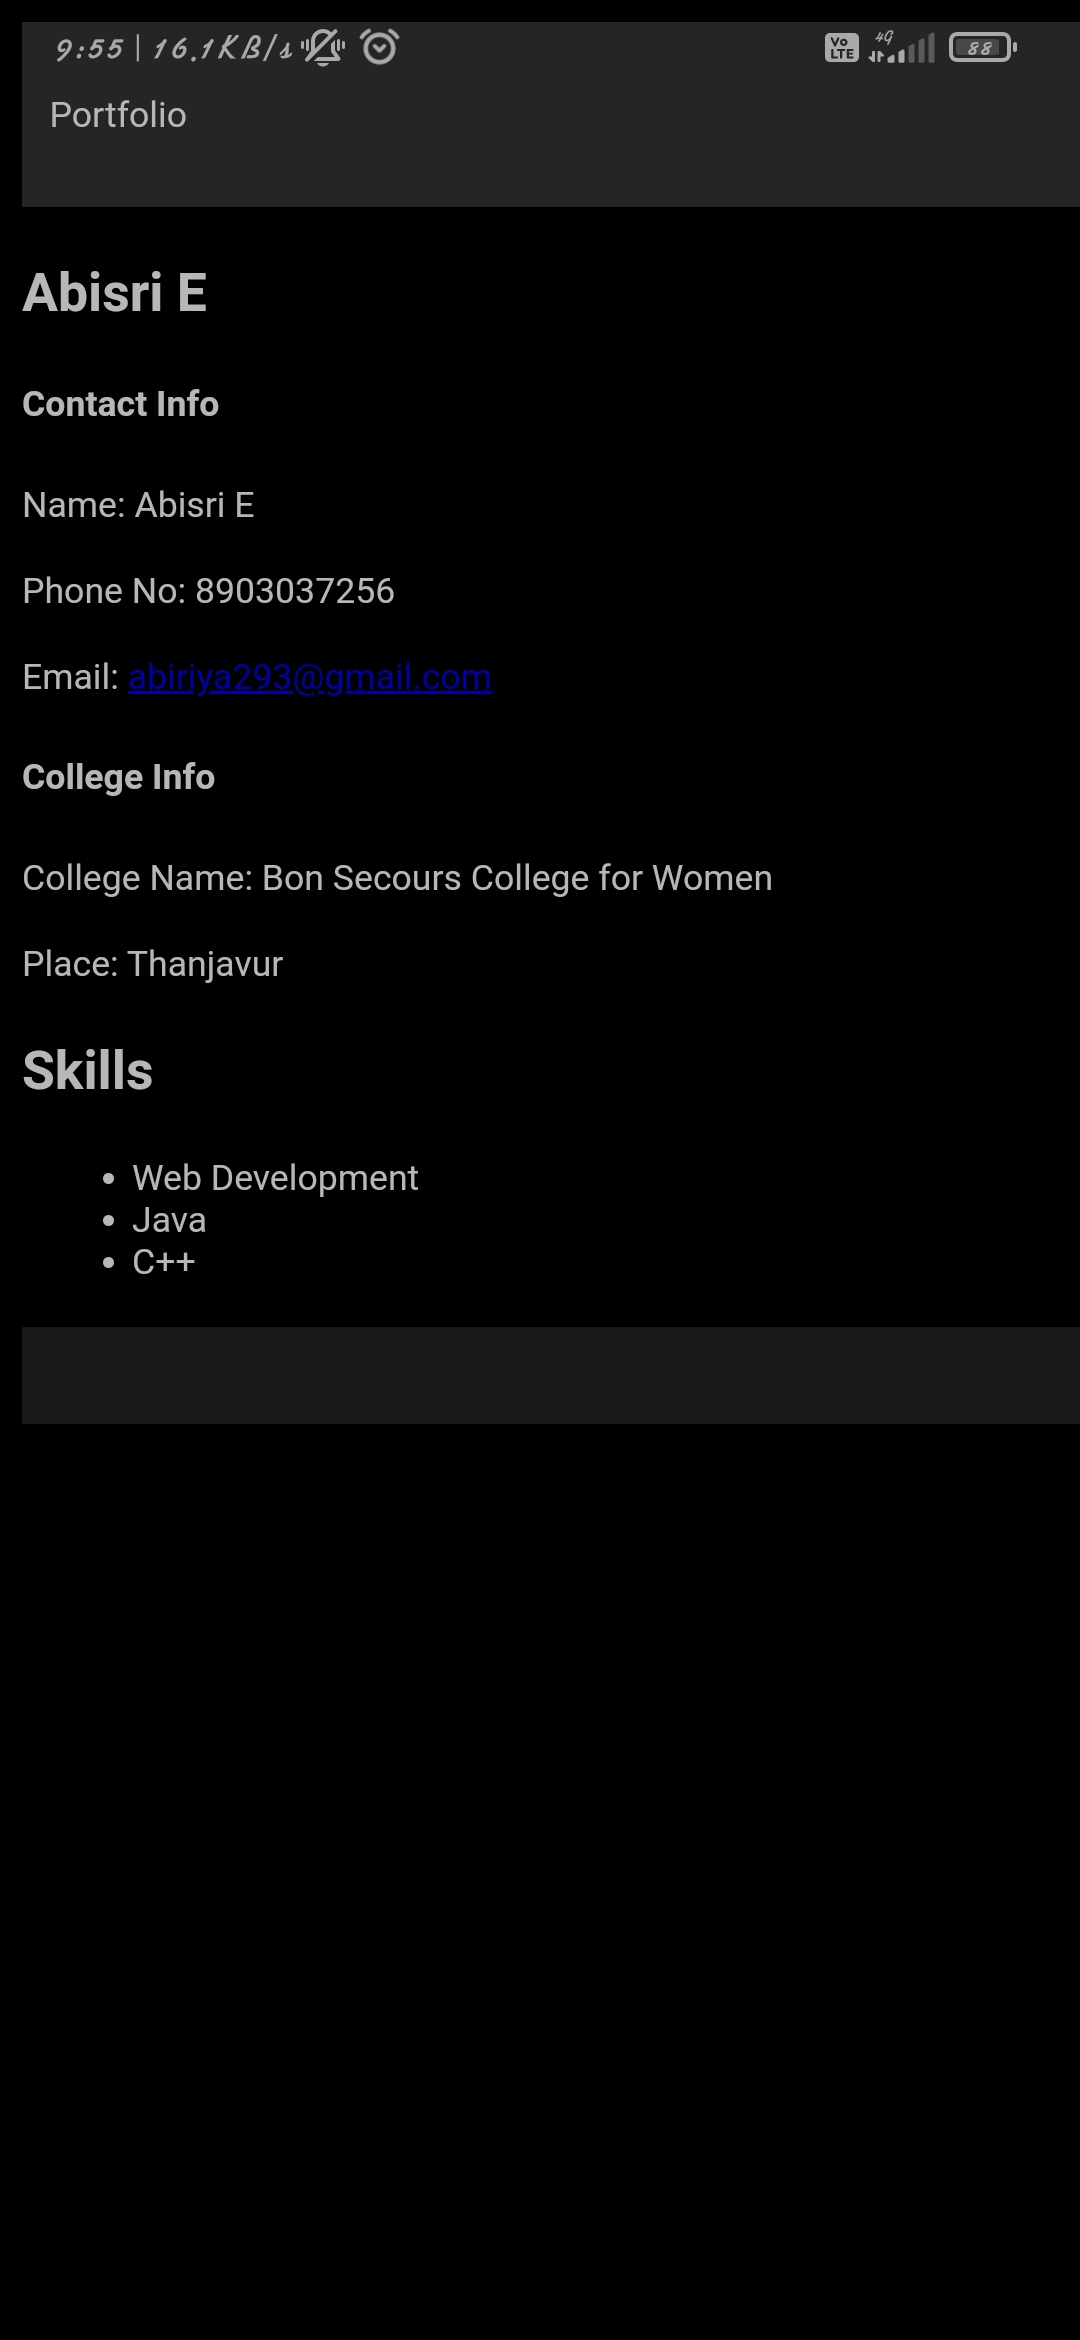 9:55 | 16.1KB/s Vo LTE 4G 88
Portfolio
Abisri E
Contact Info
Name: Abisri E
Phone No: 8903037256
Email: abiriya293@gmail.com
College Info
College Name: Bon Secours College for Women
Place: Thanjavur
Skills
• Web Development
• Java
• C++